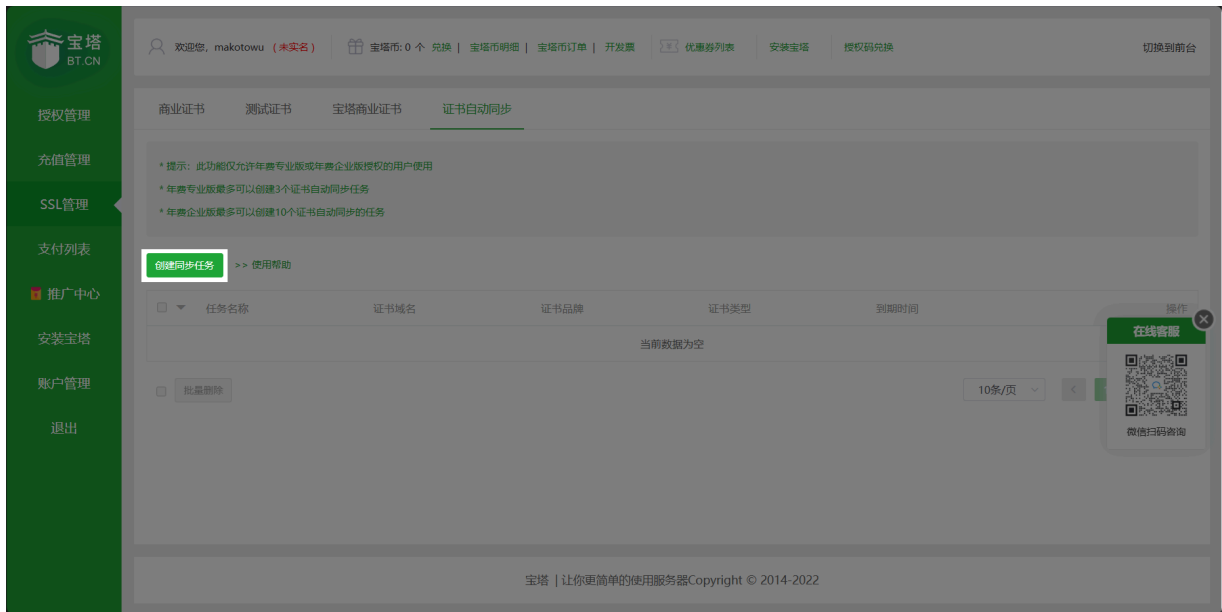 宝塔
BT.CN
欢迎您, makotowu (未实名)
宝塔币: 0 个 兑换 | 宝塔币明细 | 宝塔币订单 | 开发票
优惠券列表
安装宝塔
授权码兑换
切换到前台
授权管理
充值管理
SSL管理
支付列表
推广中心
安装宝塔
账户管理
退出
商业证书
测试证书
宝塔商业证书
证书自动同步
* 提示: 此功能仅允许年费专业版或年费企业版授权的用户使用
* 年费专业版最多可以创建3个证书自动同步任务
* 年费企业版最多可以创建10个证书自动同步的任务
创建同步任务
>> 使用帮助
任务名称
证书域名
证书品牌
证书类型
到期时间
操作
当前数据为空
批量删除
10条/页
在线客服
微信扫码咨询
宝塔 | 让你更简单的使用服务器Copyright © 2014-2022